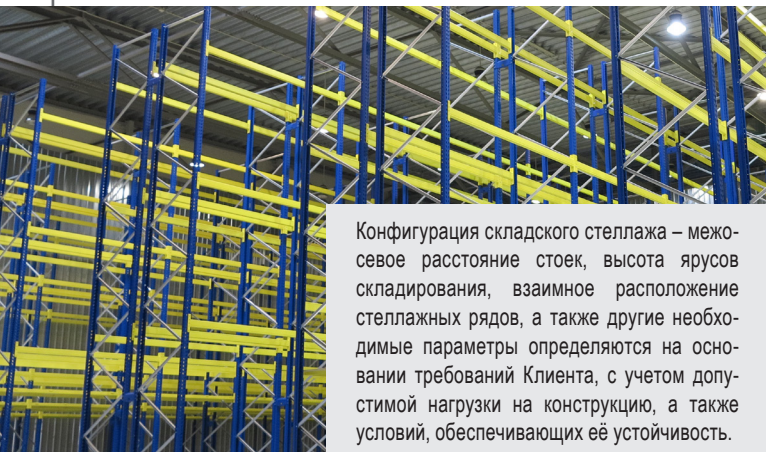 Конфигурация складского стеллажа – межо-
севое расстояние стоек, высота ярусов
складирования, взаимное расположение
стеллажных рядов, а также другие необхо-
димые параметры определяются на осно-
вании требований Клиента, с учетом допу-
стимой нагрузки на конструкцию, а также
условий, обеспечивающих её устойчивость.